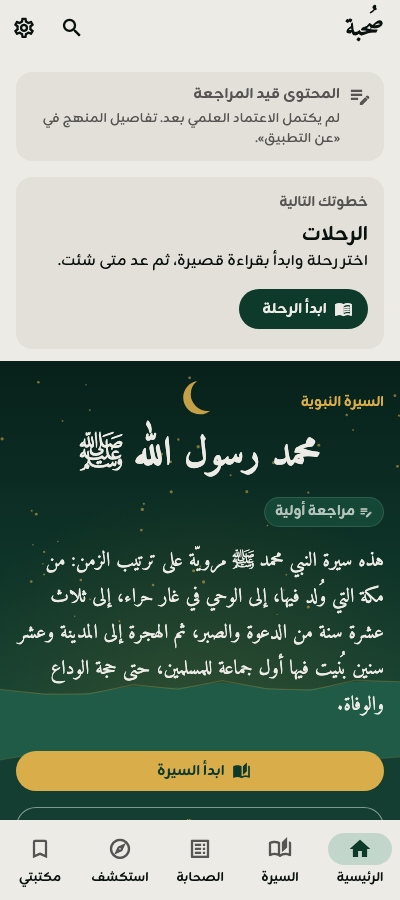 صُحبة
المحتوى قيد المراجعة
لم يكتمل الاعتماد العلمي بعد. تفاصيل المنهج في
«عن التطبيق».
خطوتك التالية
الرحلات
اختر رحلة وابدأ بقراءة قصيرة، ثم عد متى شئت.
ابدأ الرحلة
السيرة النبوية
محمد رسول الله ﷺ
مراجعة أولية
هذه سيرة النبي محمد ﷺ مرويّة على ترتيب الزمن: من
مكة التي وُلد فيها، إلى الوحي في غار حراء، إلى ثلاث
عشرة سنة من الدعوة والصبر، ثم الهجرة إلى المدينة وعشر
سنين بُنيت فيها أول جماعة للمسلمين، حتى حجة الوداع
والوفاة.
ابدأ السيرة
الرئيسية
السيرة
الصحابة
استكشف
مكتبتي